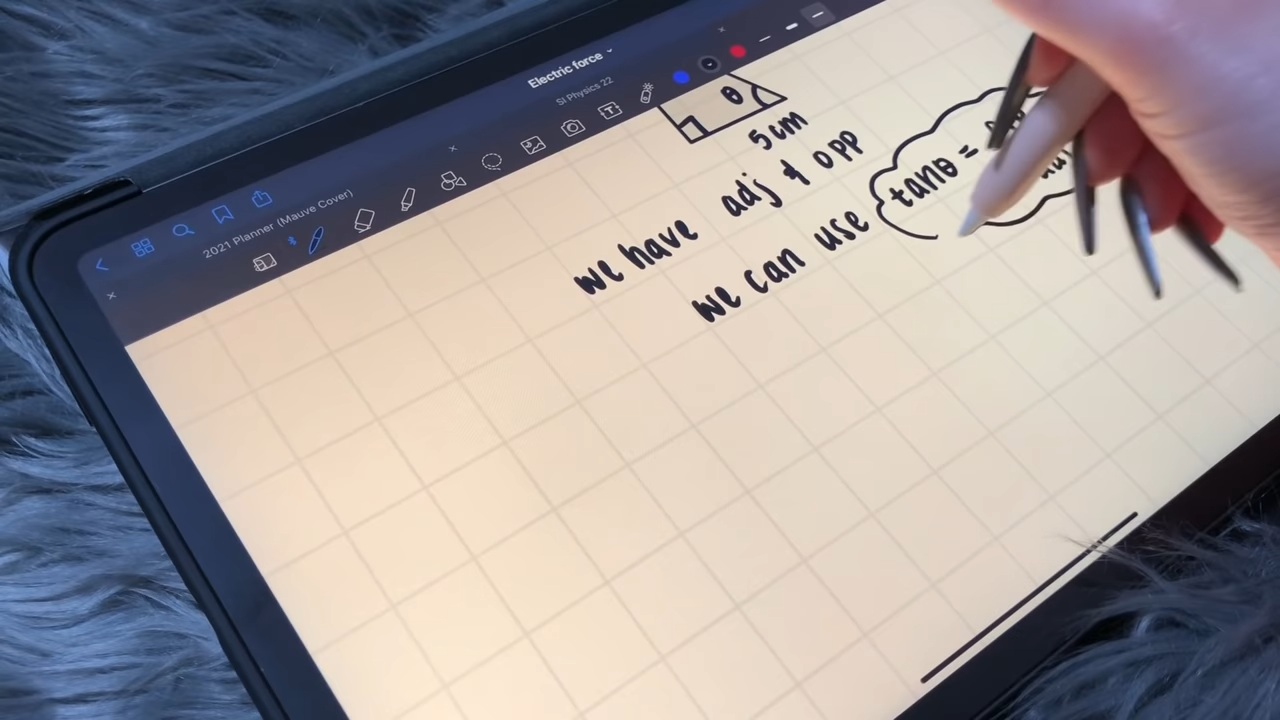 Electric force
SI Physics 22
2021 Planner (Mauve Cover)
θ
5cm
we have adj & opp
we can use tanθ =